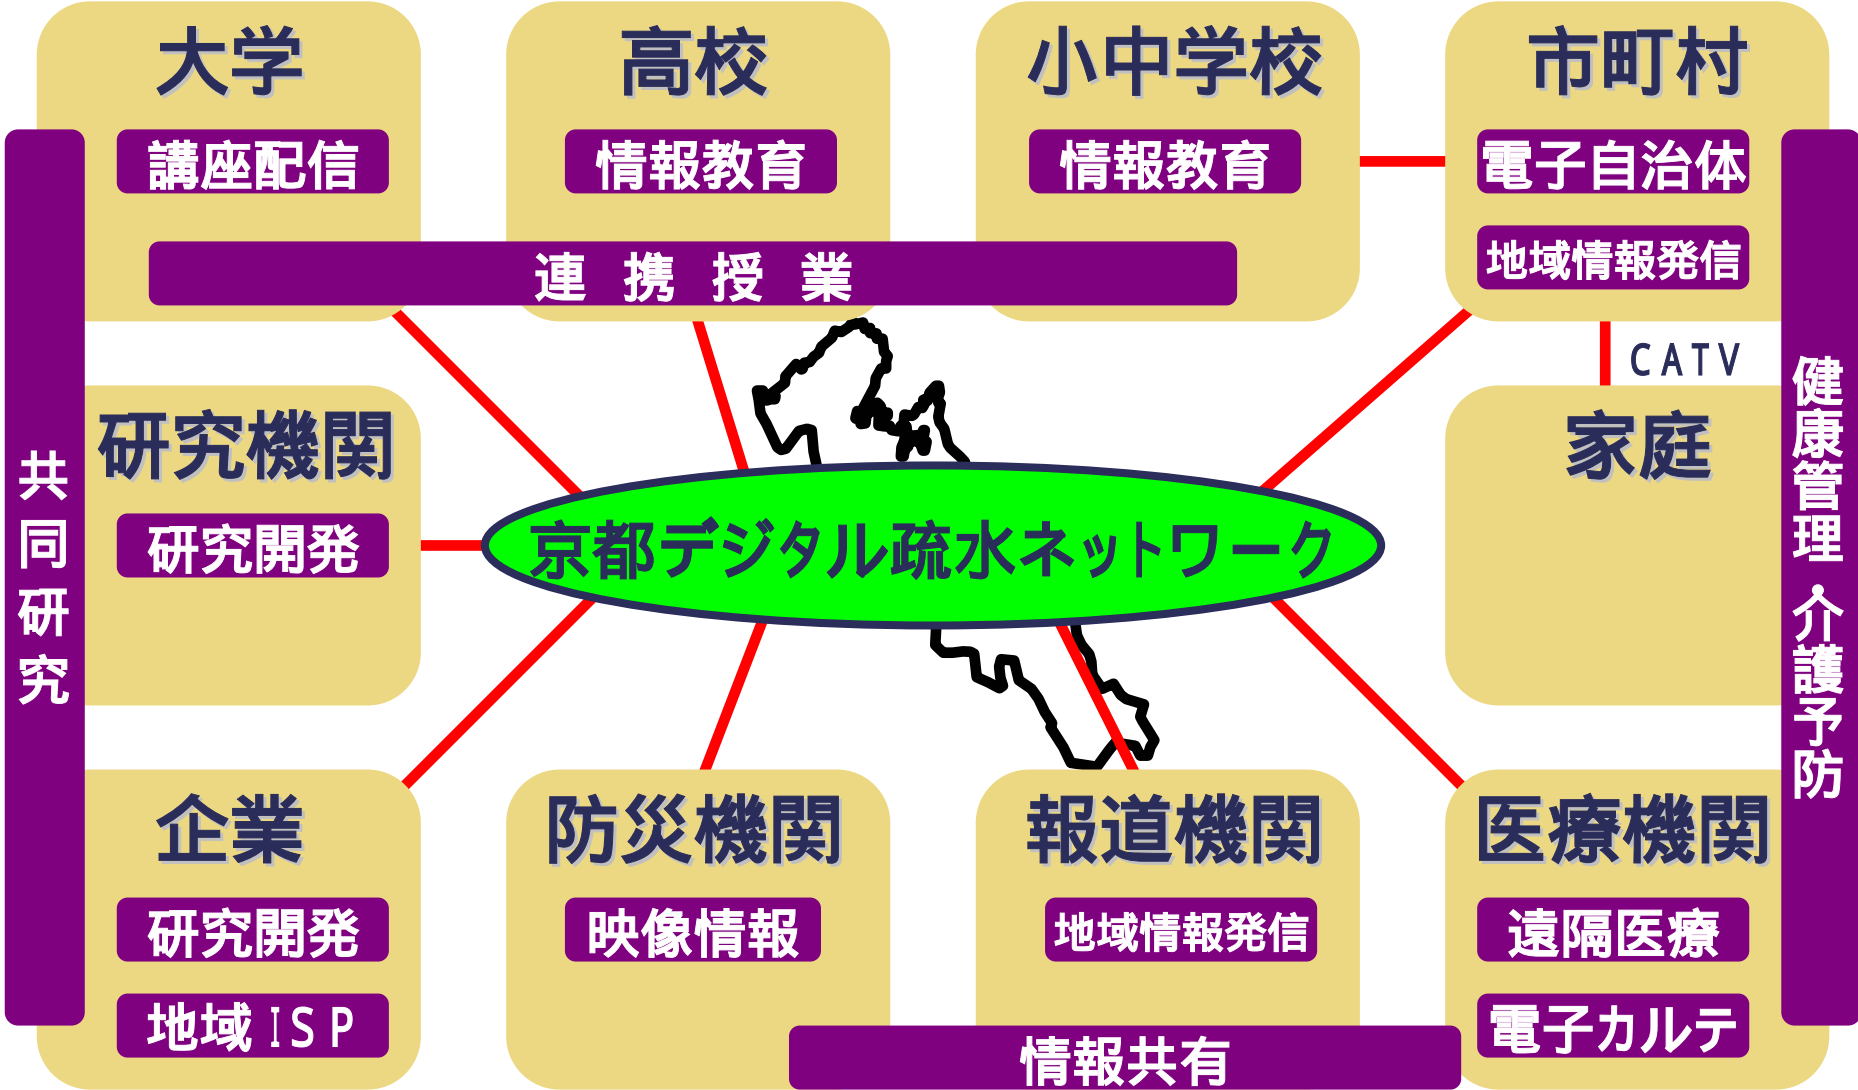 大学
講座配信
高校
情報教育
小中学校
情報教育
市町村
電子自治体
地域情報発信
連携授業
CATV
研究機関
研究開発
家庭
京都デジタル疏水ネットワーク
共同研究
健康管理・介護予防
企業
研究開発
地域ISP
防災機関
映像情報
報道機関
地域情報発信
医療機関
遠隔医療
電子カルテ
情報共有